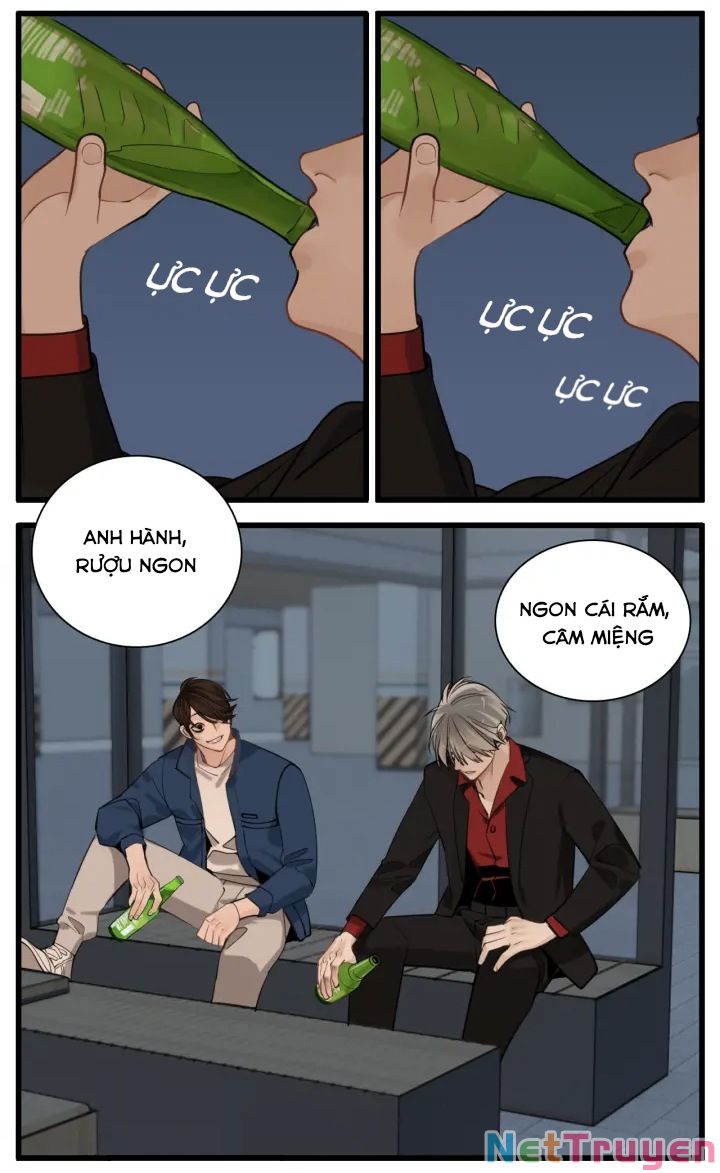 ỰC ỰC
ỰC ỰC
ỰC ỰC
ANH HÀNH,
RƯỢU NGON
NGON CÁI RẮM,
CÂM MIỆNG
NetTruyen